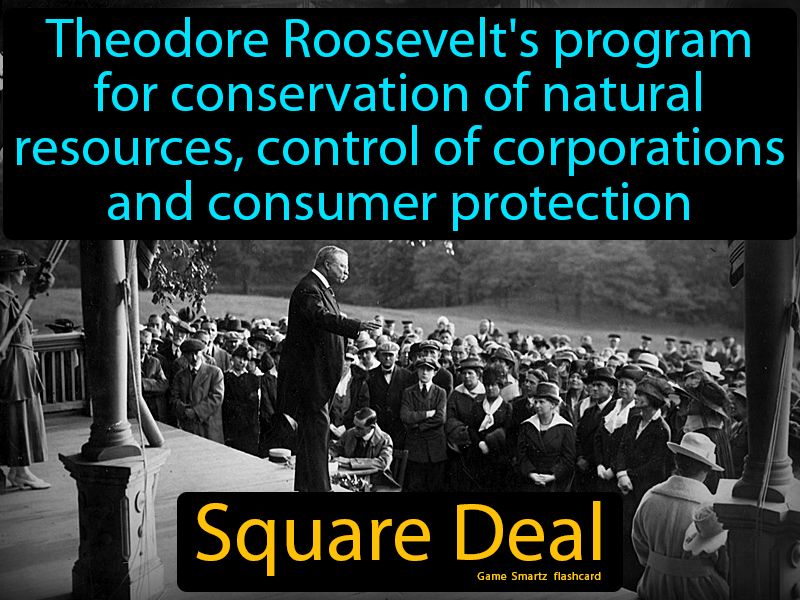 Theodore Roosevelt's program
for conservation of natural
resources, control of corporations
and consumer protection
Square Deal
Game Smartz flashcard